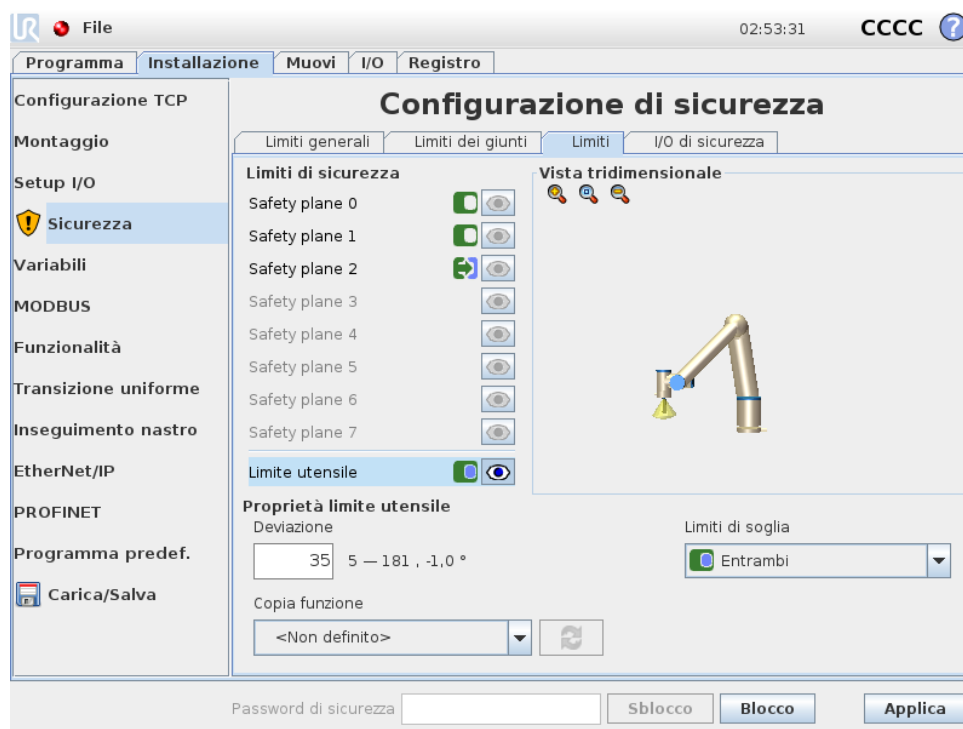 UR File 02:53:31 CCCC ?
Programma Installazione Muovi I/O Registro
Configurazione TCP
Montaggio
Setup I/O
Sicurezza
Variabili
MODBUS
Funzionalità
Transizione uniforme
Inseguimento nastro
EtherNet/IP
PROFINET
Programma predef.
Carica/Salva
Configurazione di sicurezza
Limiti generali Limiti dei giunti Limiti I/O di sicurezza
Limiti di sicurezza
Safety plane 0
Safety plane 1
Safety plane 2
Safety plane 3
Safety plane 4
Safety plane 5
Safety plane 6
Safety plane 7
Limite utensile
Vista tridimensionale
Proprietà limite utensile
Deviazione
35 5 — 181 , -1,0 °
Limiti di soglia
Entrambi
Copia funzione
<Non definito>
Password di sicurezza Sblocco Blocco Applica